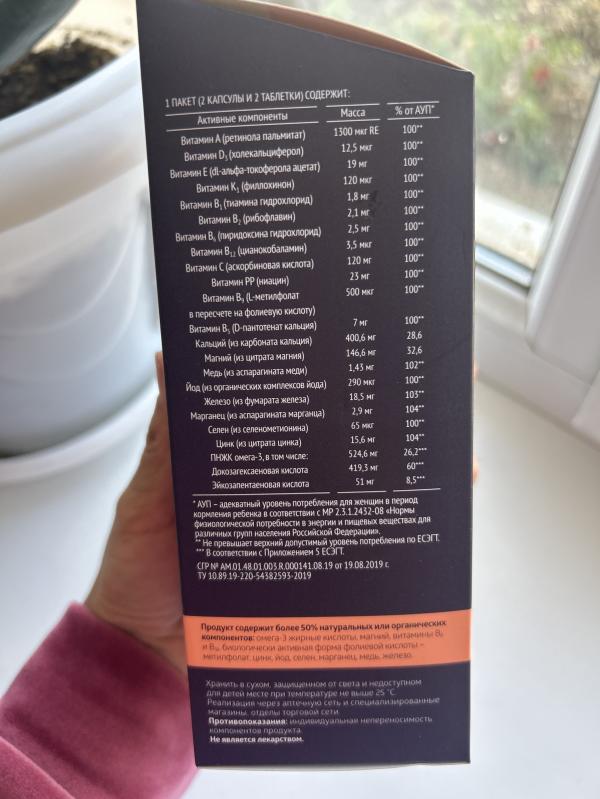 1 ПАКЕТ (2 КАПСУЛЫ И 2 ТАБЛЕТКИ) СОДЕРЖИТ:
Активные компоненты Масса % от АУП*
Витамин А (ретинола пальмитат) 1300 мкг RE 100**
Витамин D3 (холекальциферол) 12,5 мкг 100**
Витамин Е (dl-альфа-токоферола ацетат) 19 мг 100**
Витамин К1 (филлохинон) 120 мкг 100**
Витамин В1 (тиамина гидрохлорид) 1,8 мг 100**
Витамин В2 (рибофлавин) 2,1 мг 100**
Витамин В6 (пиридоксина гидрохлорид) 2,5 мг 100**
Витамин В12 (цианокобаламин) 3,5 мкг 100**
Витамин С (аскорбиновая кислота) 120 мг 100**
Витамин РР (ниацин) 23 мг 100**
Витамин В9 (L-метилфолат 500 мкг 100**
в пересчете на фолиевую кислоту)
Витамин В5 (D-пантотенат кальция) 7 мг 100**
Кальций (из карбоната кальция) 400,6 мг 28,6
Магний (из цитрата магния) 146,6 мг 32,6
Медь (из аспарагината меди) 1,43 мг 102**
Йод (из органических комплексов йода) 290 мкг 100**
Железо (из фумарата железа) 18,5 мг 103**
Марганец (из аспарагината марганца) 2,9 мг 104**
Селен (из селенометионина) 65 мкг 100**
Цинк (из цитрата цинка) 15,6 мг 104**
ПНЖК омега-3, в том числе: 524,6 мг 26,2***
Докозагексаеновая кислота 419,3 мг 60***
Эйкозапентаеновая кислота 51 мг 8,5***
* АУП – адекватный уровень потребления для женщин в период
кормления ребенка в соответствии с МР 2.3.1.2432-08 «Нормы
физиологической потребности в энергии и пищевых веществах для
различных групп населения Российской Федерации».
** Не превышает верхний допустимый уровень потребления по ЕСЭГТ.
*** В соответствии с Приложением 5 ЕСЭГТ.
СГР № AM.01.48.01.003.R.000141.08.19 от 19.08.2019 г.
ТУ 10.89.19-220-54382593-2019
Продукт содержит более 50% натуральных или органических
компонентов: омега-3 жирные кислоты, магний, витамины В6
и В12, биологически активная форма фолиевой кислоты –
метилфолат, цинк, йод, селен, марганец, медь, железо.
Хранить в сухом, защищенном от света и недоступном
для детей месте при температуре не выше 25 °С.
Реализация через аптечную сеть и специализированные
магазины, отделы торговой сети.
Противопоказания: индивидуальная непереносимость
компонентов продукта.
Не является лекарством.